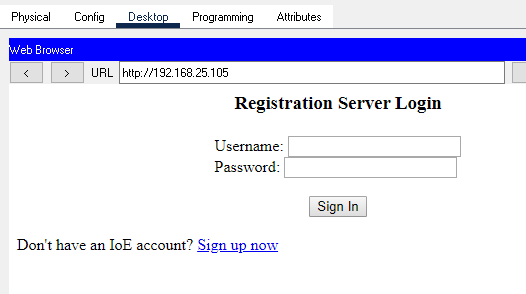 Physical Config Desktop Programming Attributes
Web Browser
< > URL http://192.168.25.105
Registration Server Login
Username:
Password:
Sign In
Don't have an IoE account? Sign up now